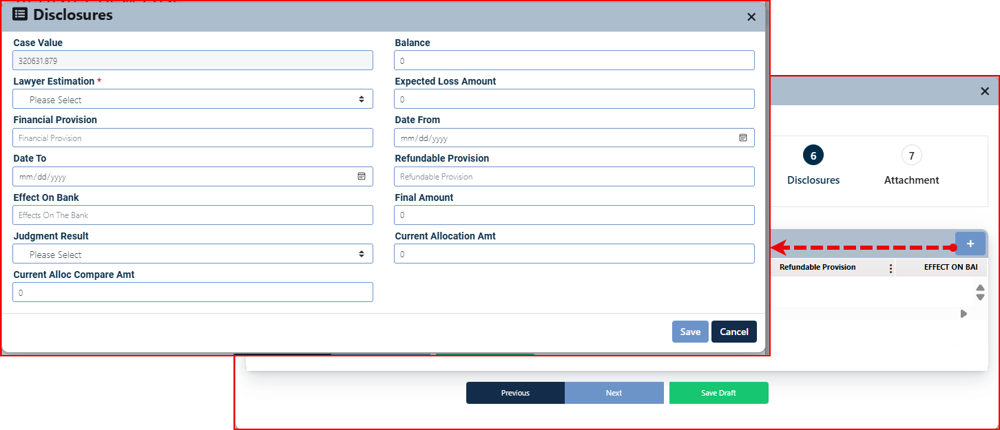 Disclosures
Case Value
Balance
320631.879
0
Lawyer Estimation *
Expected Loss Amount
Please Select
0
Financial Provision
Date From
Financial Provision
mm/dd/yyyy
Date To
Refundable Provision
mm/dd/yyyy
Refundable Provision
Effect On Bank
Final Amount
Effects On The Bank
0
Judgment Result
Current Allocation Amt
Please Select
0
Current Alloc Compare Amt
0
Save Cancel
6
7
Disclosures
Attachment
+
Refundable Provision
EFFECT ON BAI
Previous
Next
Save Draft